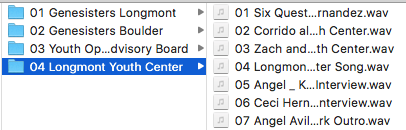 01 Genesisters Longmont
02 Genesisters Boulder
03 Youth Op...dvisory Board
04 Longmont Youth Center
01 Six Quest...rnandez.wav
02 Corrido al...h Center.wav
03 Zach and...th Center.wav
04 Longmon...ter Song.wav
05 Angel _ K...Interview.wav
06 Ceci Hern...nterview.wav
07 Angel Avil...rk Outro.wav